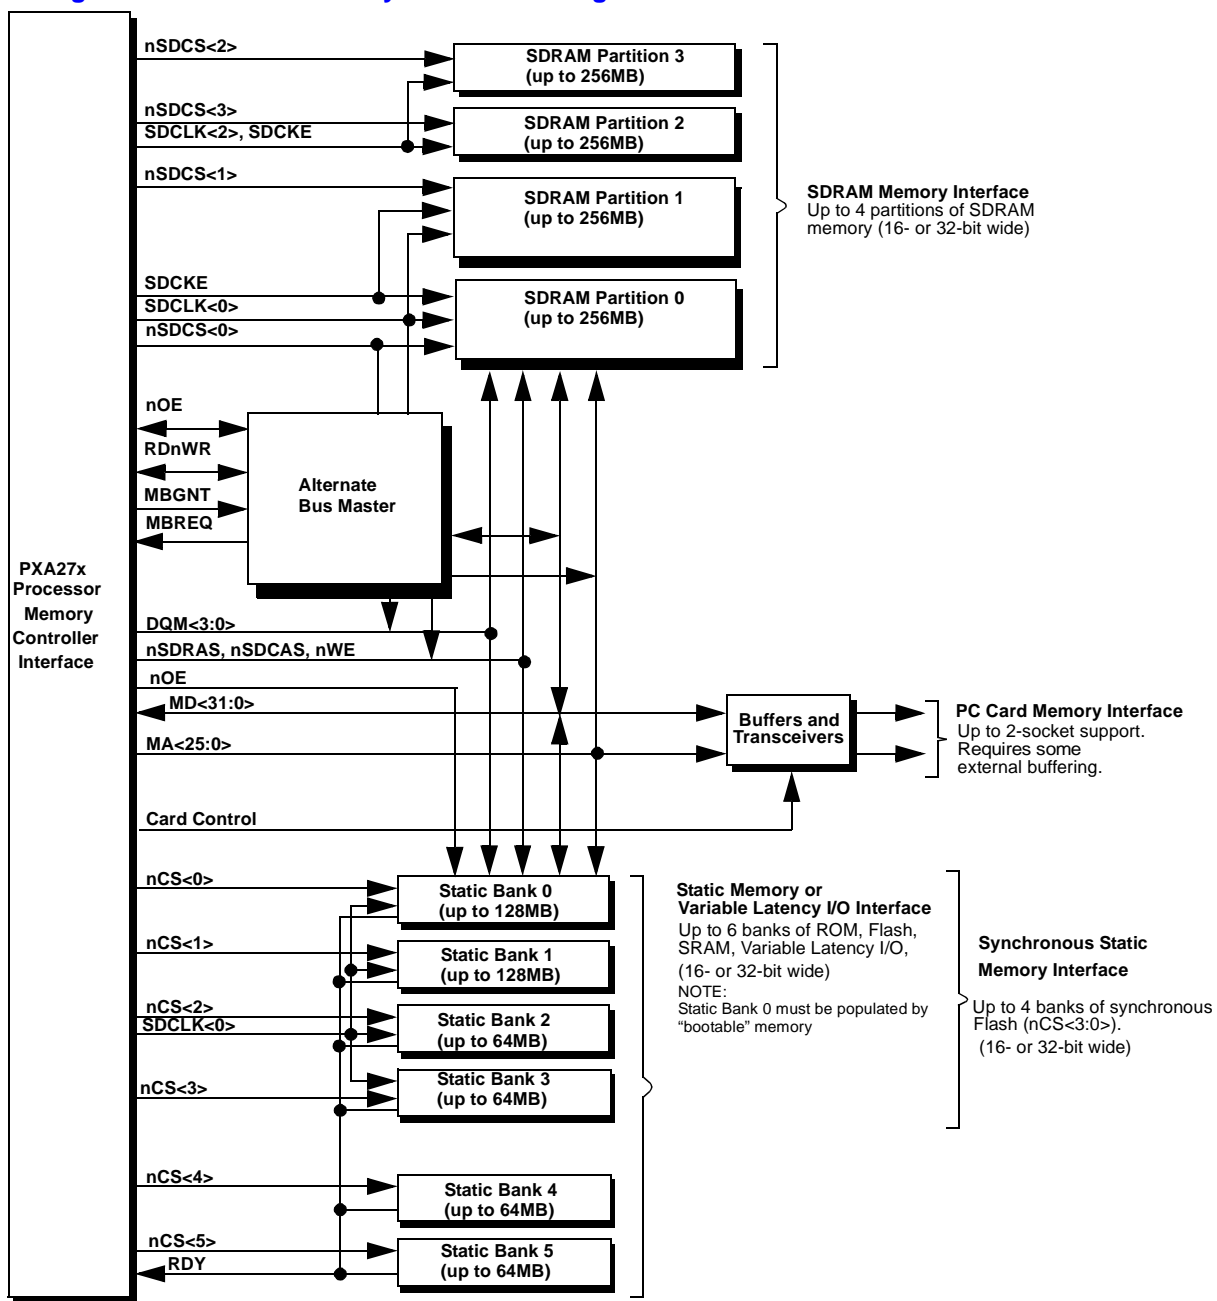 nSDCS<2>
SDRAM Partition 3
(up to 256MB)
nSDCS<3>
SDCLK<2>, SDCKE
SDRAM Partition 2
(up to 256MB)
nSDCS<1>
SDRAM Partition 1
(up to 256MB)
SDRAM Memory Interface
Up to 4 partitions of SDRAM
memory (16- or 32-bit wide)
SDCKE
SDCLK<0>
nSDCS<0>
SDRAM Partition 0
(up to 256MB)
nOE
RDnWR
MBGNT
MBREQ
Alternate
Bus Master
PXA27x
Processor
Memory
Controller
Interface
DQM<3:0>
nSDRAS, nSDCAS, nWE
nOE
MD<31:0>
MA<25:0>
Buffers and
Transceivers
PC Card Memory Interface
Up to 2-socket support.
Requires some
external buffering.
Card Control
nCS<0>
Static Bank 0
(up to 128MB)
nCS<1>
Static Bank 1
(up to 128MB)
nCS<2>
SDCLK<0>
Static Bank 2
(up to 64MB)
nCS<3>
Static Bank 3
(up to 64MB)
nCS<4>
Static Bank 4
(up to 64MB)
nCS<5>
RDY
Static Bank 5
(up to 64MB)
Static Memory or
Variable Latency I/O Interface
Up to 6 banks of ROM, Flash,
SRAM, Variable Latency I/O,
(16- or 32-bit wide)
NOTE:
Static Bank 0 must be populated by
“bootable” memory
Synchronous Static
Memory Interface
Up to 4 banks of synchronous
Flash (nCS<3:0>).
(16- or 32-bit wide)